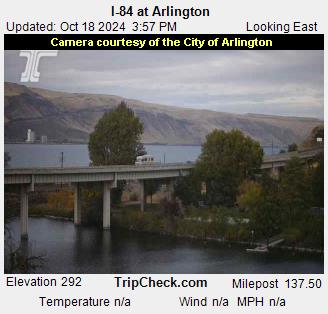 I-84 at Arlington
Updated: Oct 18 2024 3:57 PM Looking East
Camera courtesy of the City of Arlington
Elevation 292 TripCheck.com Milepost 137.50
Temperature n/a Wind n/a MPH n/a